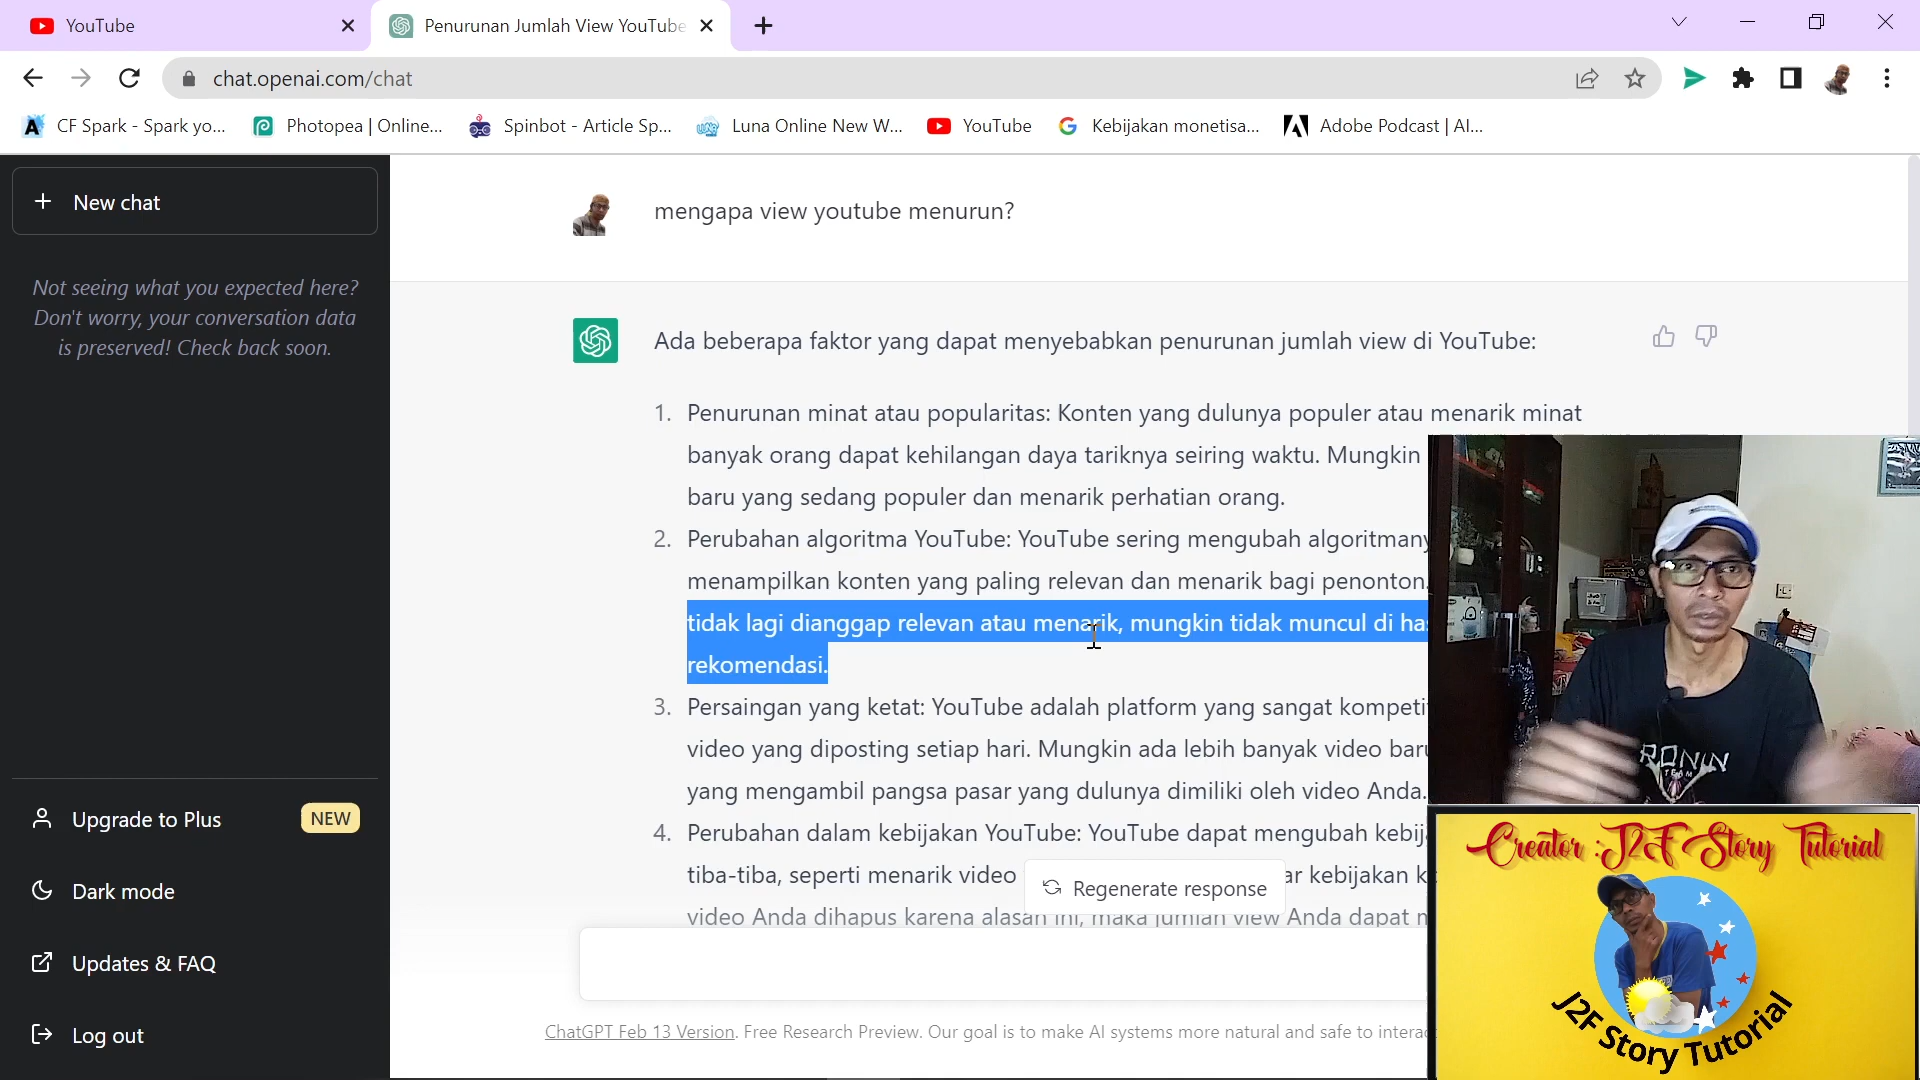 YouTube
Penurunan Jumlah View YouTube
chat.openai.com/chat
CF Spark - Spark yo...
Photopea | Online...
Spinbot - Article Sp...
Luna Online New W...
YouTube
Kebijakan monetisa...
Adobe Podcast | AI...
New chat
Not seeing what you expected here?
Don't worry, your conversation data
is preserved! Check back soon.
Upgrade to Plus
NEW
Dark mode
Updates & FAQ
Log out
mengapa view youtube menurun?
Ada beberapa faktor yang dapat menyebabkan penurunan jumlah view di YouTube:
1. Penurunan minat atau popularitas: Konten yang dulunya populer atau menarik minat
banyak orang dapat kehilangan daya tariknya seiring waktu. Mungkin
baru yang sedang populer dan menarik perhatian orang.
2. Perubahan algoritma YouTube: YouTube sering mengubah algoritmany
menampilkan konten yang paling relevan dan menarik bagi penonton.
tidak lagi dianggap relevan atau menarik, mungkin tidak muncul di has
rekomendasi.
3. Persaingan yang ketat: YouTube adalah platform yang sangat kompeti
video yang diposting setiap hari. Mungkin ada lebih banyak video baru
yang mengambil pangsa pasar yang dulunya dimiliki oleh video Anda.
4. Perubahan dalam kebijakan YouTube: YouTube dapat mengubah kebij
tiba-tiba, seperti menarik video ar kebijakan k
video Anda dihapus karena alasan ini, maka jumlah view Anda dapat m
Regenerate response
ChatGPT Feb 13 Version. Free Research Preview. Our goal is to make AI systems more natural and safe to interac
RONIN
TEAM
Creator : J2F Story Tutorial
J2F Story Tutorial